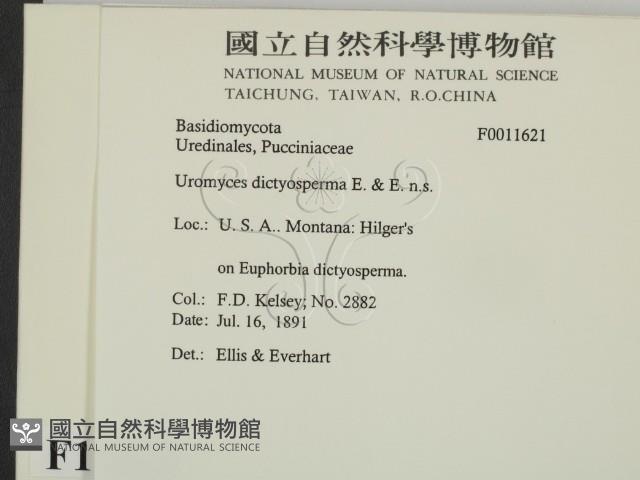 國立自然科學博物館
NATIONAL MUSEUM OF NATURAL SCIENCE
TAICHUNG, TAIWAN, R.O.CHINA
Basidiomycota F0011621
Uredinales, Pucciniaceae
Uromyces dictyosperma E. & E. n.s.
Loc.: U. S. A.. Montana: Hilger's
on Euphorbia dictyosperma.
Col.: F.D. Kelsey; No. 2882
Date: Jul. 16, 1891
Det.: Ellis & Everhart
國立自然科學博物館
NATIONAL MUSEUM OF NATURAL SCIENCE
F1